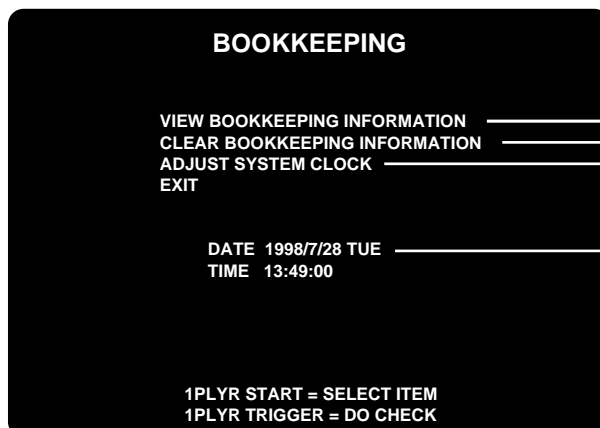 BOOKKEEPING
VIEW BOOKKEEPING INFORMATION
CLEAR BOOKKEEPING INFORMATION
ADJUST SYSTEM CLOCK
EXIT
DATE 1998/7/28 TUE
TIME 13:49:00
1PLYR START = SELECT ITEM
1PLYR TRIGGER = DO CHECK